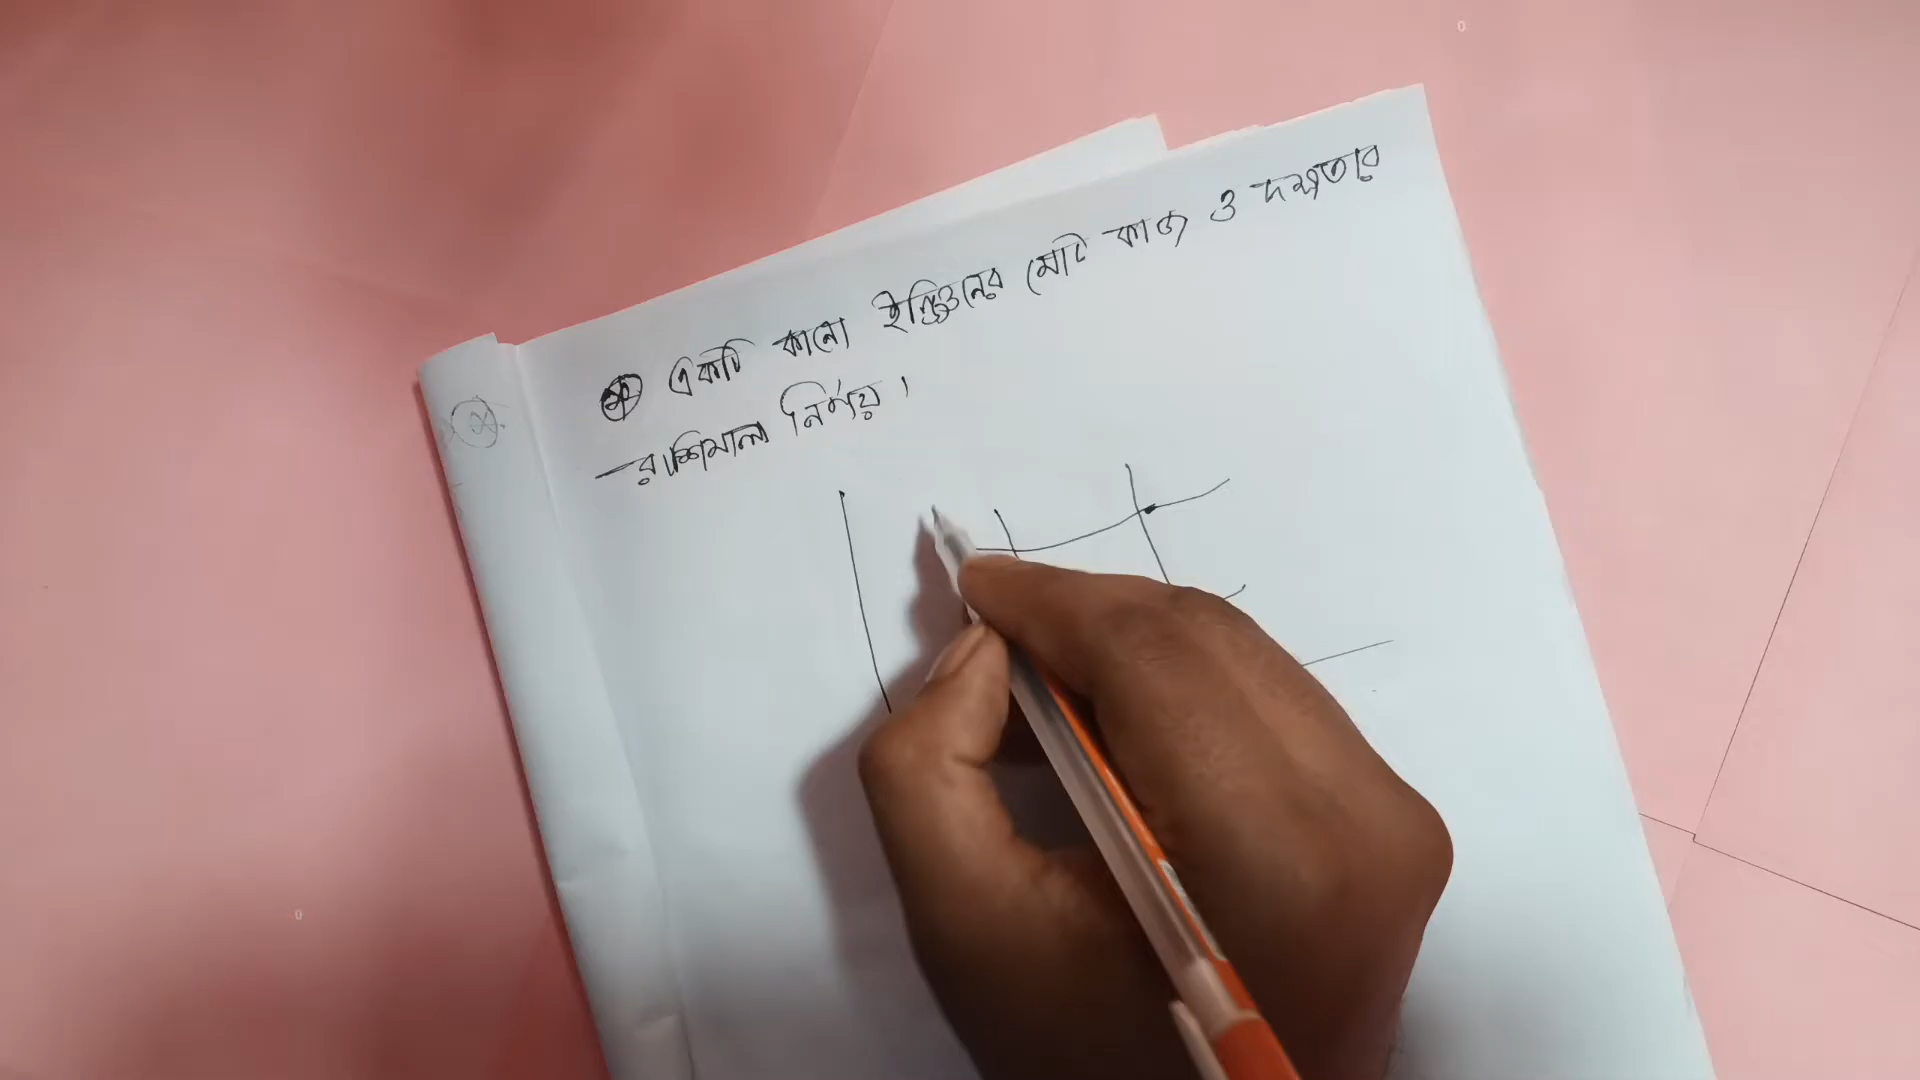 একটি কার্নো ইঞ্জিনের মোট কাজ ও দক্ষতার
রাশিমালা নির্ণয়।